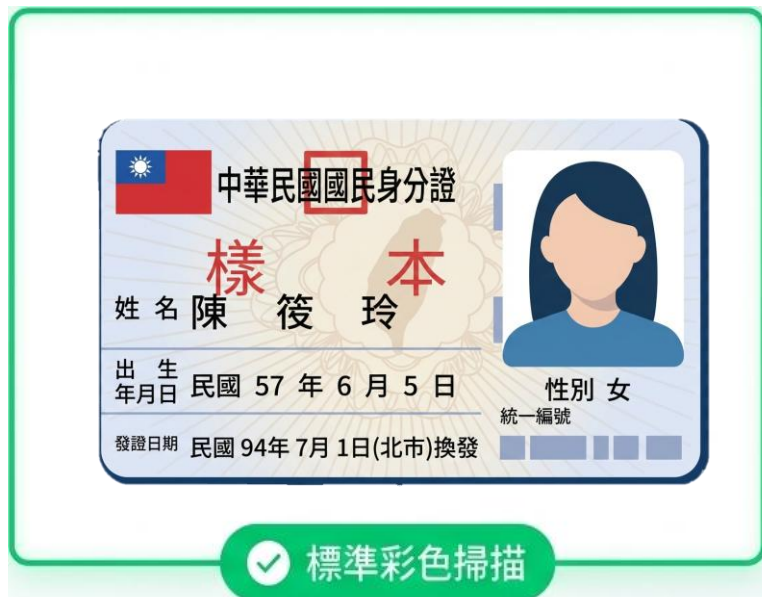 中華民國國民身分證
樣本
姓名 陳筱玲
出生年月日 民國 57 年 6 月 5 日
性別 女
統一編號
發證日期 民國 94年 7月 1日(北市)換發
標準彩色掃描